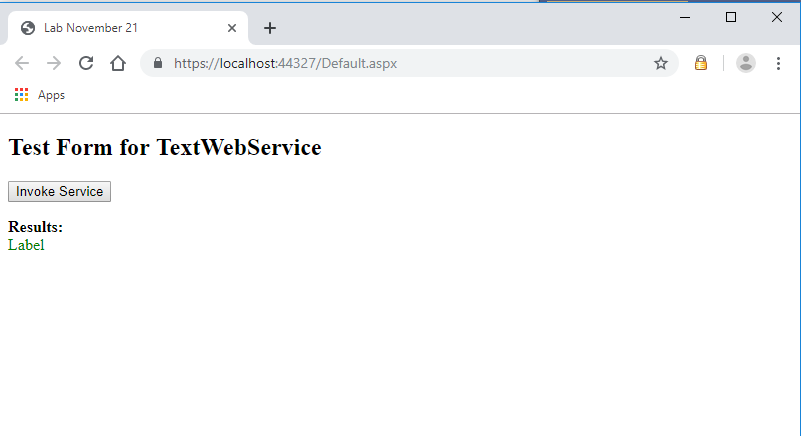 Lab November 21
https://localhost:44327/Default.aspx
Apps
Test Form for TextWebService
Invoke Service
Results:
Label